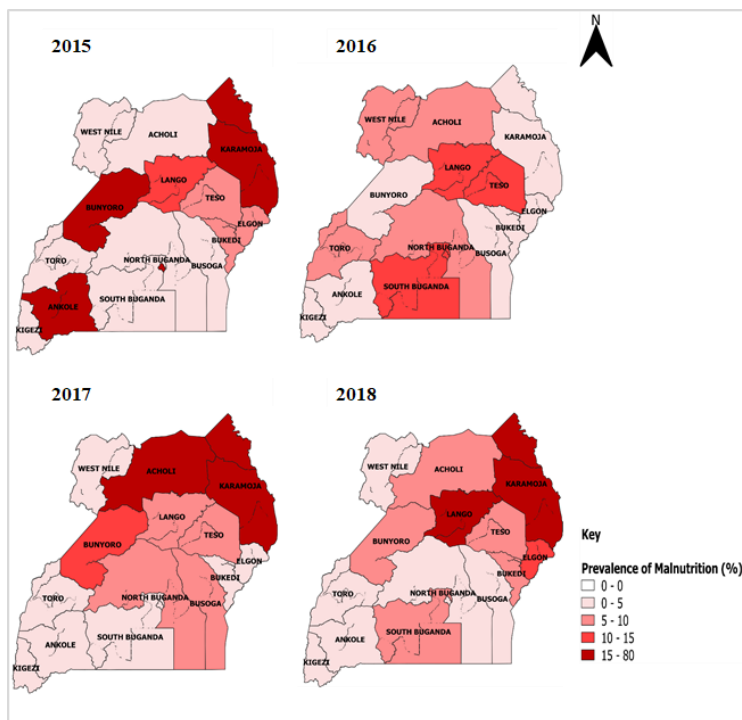 2015
2016
N
WEST NILE
ACHOLI
KARAMOJA
LANGO
TESO
BUNYORO
ELGON
BUKEDI
TORO
NORTH BUGANDA
BUSOGA
ANKOLE
SOUTH BUGANDA
KIGEZI
WEST NILE
ACHOLI
KARAMOJA
LANGO
TESO
BUNYORO
ELGON
BUKEDI
TORO
NORTH BUGANDA
BUSOGA
SOUTH BUGANDA
ANKOLE
KIGEZI
2017
2018
WEST NILE
ACHOLI
KARAMOJA
LANGO
TESO
BUNYORO
ELGON
BUKEDI
TORO
NORTH BUGANDA
BUSOGA
SOUTH BUGANDA
ANKOLE
KIGEZI
WEST NILE
ACHOLI
KARAMOJA
LANGO
TESO
BUNYORO
ELGON
BUKEDI
TORO
NORTH BUGANDA
BUSOGA
SOUTH BUGANDA
ANKOLE
KIGEZI
Key
Prevalence of Malnutrition (%)
0 - 0
0 - 5
5 - 10
10 - 15
15 - 80